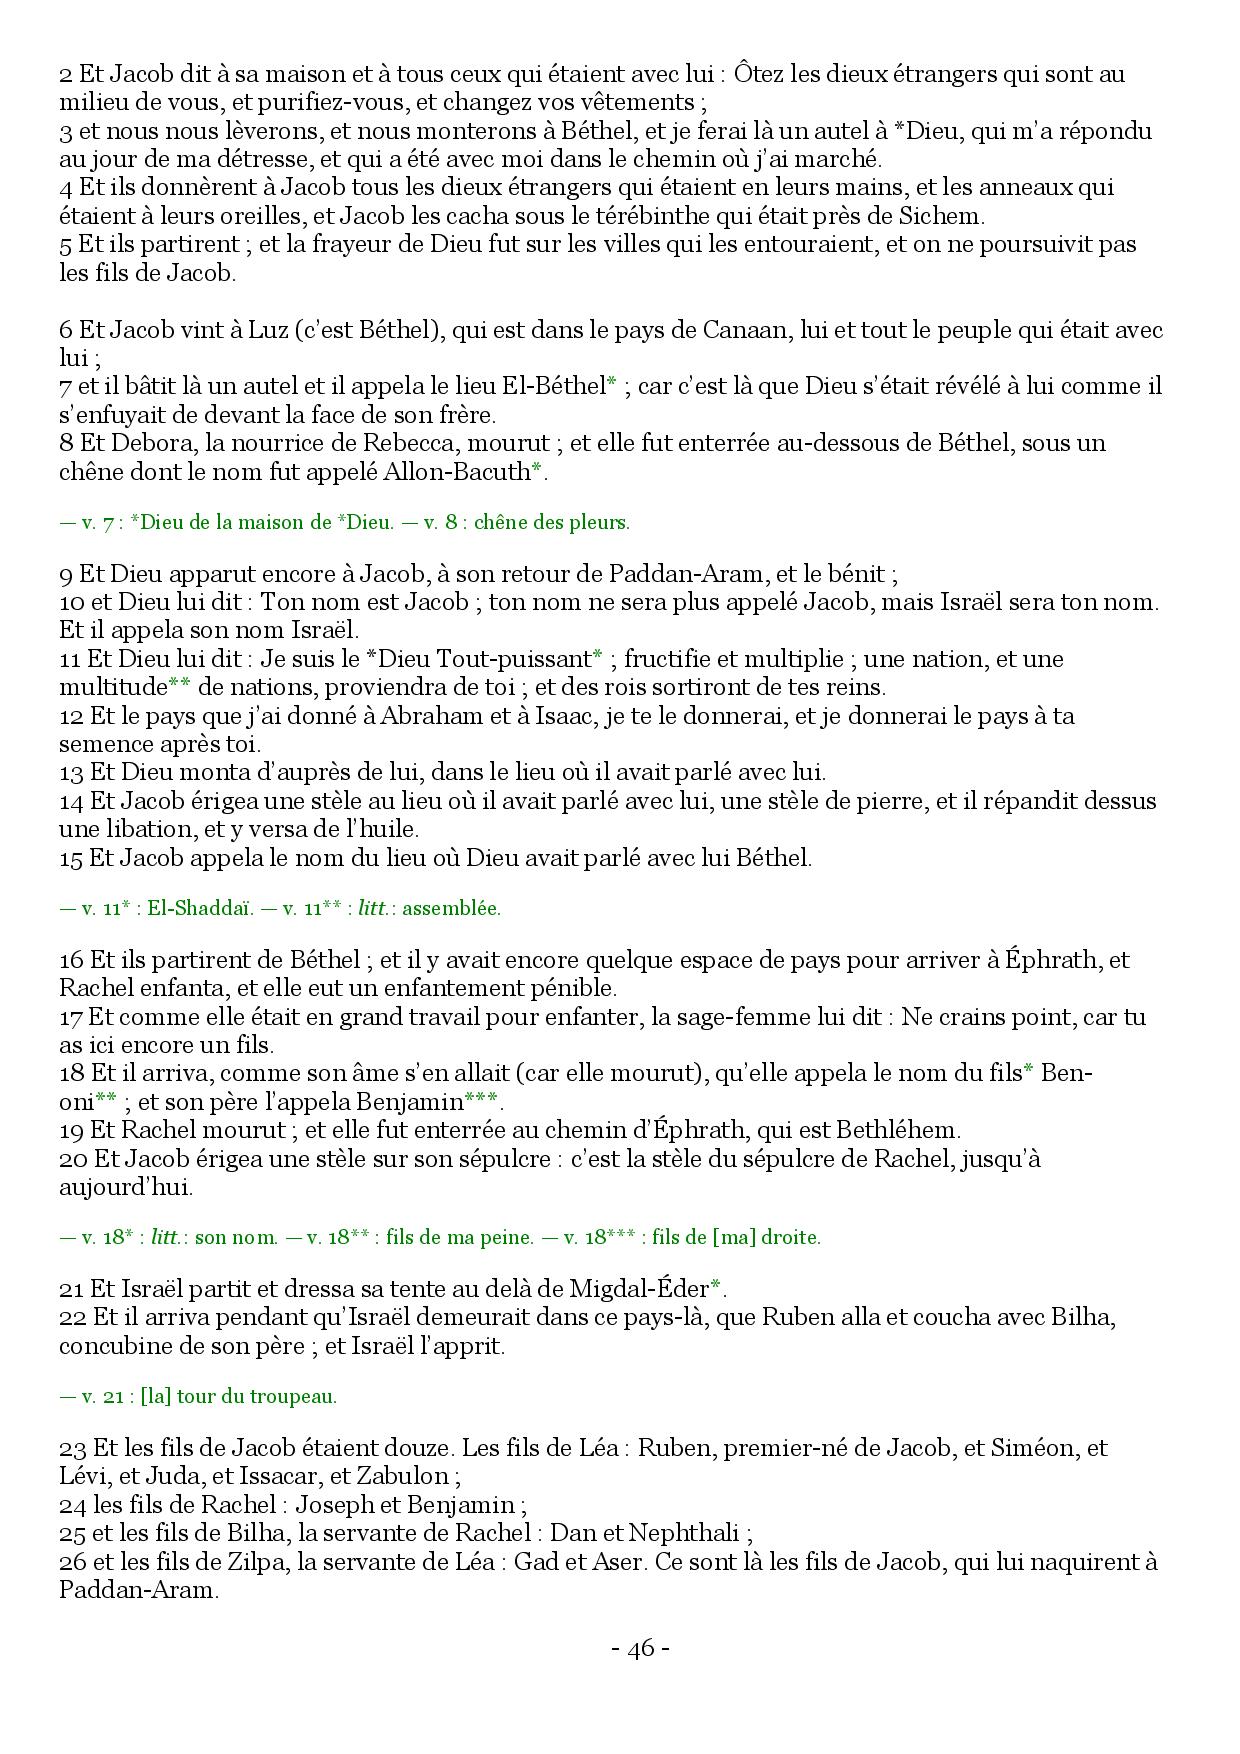 2 Et Jacob dit à sa maison et à tous ceux qui étaient avec lui : Ôtez les dieux étrangers qui sont au
milieu de vous, et purifiez-vous, et changez vos vêtements ;
3 et nous nous lèverons, et nous monterons à Béthel, et je ferai là un autel à *Dieu, qui m’a répondu
au jour de ma détresse, et qui a été avec moi dans le chemin où j’ai marché.
4 Et ils donnèrent à Jacob tous les dieux étrangers qui étaient en leurs mains, et les anneaux qui
étaient à leurs oreilles, et Jacob les cacha sous le térébinthe qui était près de Sichem.
5 Et ils partirent ; et la frayeur de Dieu fut sur les villes qui les entouraient, et on ne poursuivit pas
les fils de Jacob.
6 Et Jacob vint à Luz (c’est Béthel), qui est dans le pays de Canaan, lui et tout le peuple qui était avec
lui ;
7 et il bâtit là un autel et il appela le lieu El-Béthel* ; car c’est là que Dieu s’était révélé à lui comme il
s’enfuyait de devant la face de son frère.
8 Et Debora, la nourrice de Rebecca, mourut ; et elle fut enterrée au-dessous de Béthel, sous un
chêne dont le nom fut appelé Allon-Bacuth*.
— v. 7 : *Dieu de la maison de *Dieu. — v. 8 : chêne des pleurs.
9 Et Dieu apparut encore à Jacob, à son retour de Paddan-Aram, et le bénit ;
10 et Dieu lui dit : Ton nom est Jacob ; ton nom ne sera plus appelé Jacob, mais Israël sera ton nom.
Et il appela son nom Israël.
11 Et Dieu lui dit : Je suis le *Dieu Tout-puissant* ; fructifie et multiplie ; une nation, et une
multitude** de nations, proviendra de toi ; et des rois sortiront de tes reins.
12 Et le pays que j’ai donné à Abraham et à Isaac, je te le donnerai, et je donnerai le pays à ta
semence après toi.
13 Et Dieu monta d’auprès de lui, dans le lieu où il avait parlé avec lui.
14 Et Jacob érigea une stèle au lieu où il avait parlé avec lui, une stèle de pierre, et il répandit dessus
une libation, et y versa de l’huile.
15 Et Jacob appela le nom du lieu où Dieu avait parlé avec lui Béthel.
— v. 11* : El-Shaddaï. — v. 11** : litt.: assemblée.
16 Et ils partirent de Béthel ; et il y avait encore quelque espace de pays pour arriver à Éphrath, et
Rachel enfanta, et elle eut un enfantement pénible.
17 Et comme elle était en grand travail pour enfanter, la sage-femme lui dit : Ne crains point, car tu
as ici encore un fils.
18 Et il arriva, comme son âme s’en allait (car elle mourut), qu’elle appela le nom du fils* Ben-
oni** ; et son père l’appela Benjamin***.
19 Et Rachel mourut ; et elle fut enterrée au chemin d’Éphrath, qui est Bethléhem.
20 Et Jacob érigea une stèle sur son sépulcre : c’est la stèle du sépulcre de Rachel, jusqu’à
aujourd’hui.
— v. 18* : litt.: son nom. — v. 18** : fils de ma peine. — v. 18*** : fils de [ma] droite.
21 Et Israël partit et dressa sa tente au delà de Migdal-Éder*.
22 Et il arriva pendant qu’Israël demeurait dans ce pays-là, que Ruben alla et coucha avec Bilha,
concubine de son père ; et Israël l’apprit.
— v. 21 : [la] tour du troupeau.
23 Et les fils de Jacob étaient douze. Les fils de Léa : Ruben, premier-né de Jacob, et Siméon, et
Lévi, et Juda, et Issacar, et Zabulon ;
24 les fils de Rachel : Joseph et Benjamin ;
25 et les fils de Bilha, la servante de Rachel : Dan et Nephthali ;
26 et les fils de Zilpa, la servante de Léa : Gad et Aser. Ce sont là les fils de Jacob, qui lui naquirent à
Paddan-Aram.
- 46 -